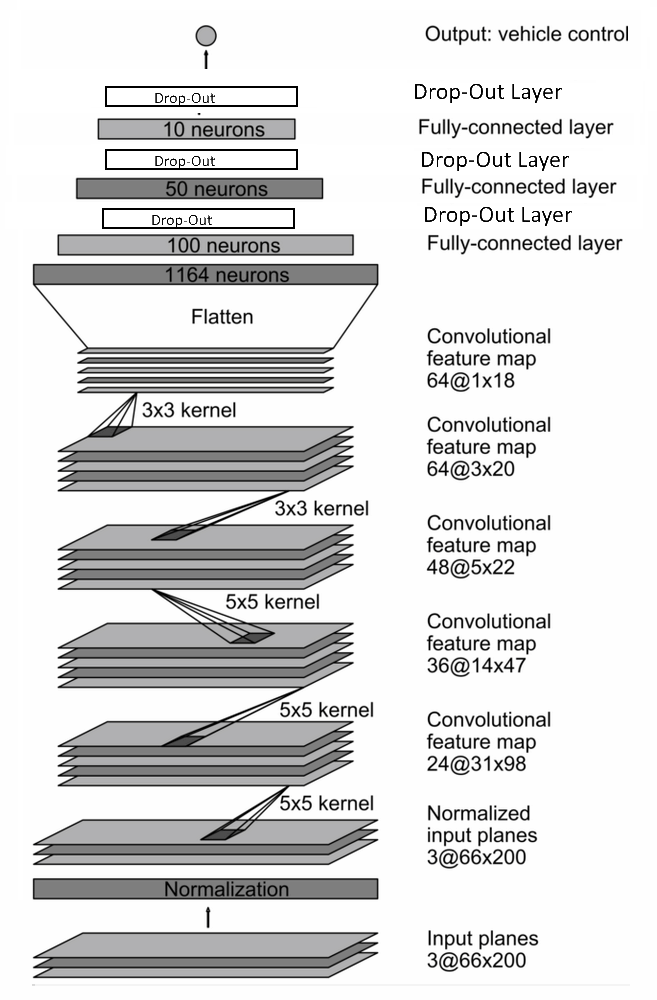 Output: vehicle control
Drop-Out
Drop-Out Layer
10 neurons
Fully-connected layer
Drop-Out
Drop-Out Layer
50 neurons
Fully-connected layer
Drop-Out
Drop-Out Layer
100 neurons
Fully-connected layer
1164 neurons
Flatten
Convolutional
feature map
64@1x18
3x3 kernel
Convolutional
feature map
64@3x20
3x3 kernel
Convolutional
feature map
48@5x22
5x5 kernel
Convolutional
feature map
36@14x47
5x5 kernel
Convolutional
feature map
24@31x98
5x5 kernel
Normalized
input planes
3@66x200
Normalization
Input planes
3@66x200